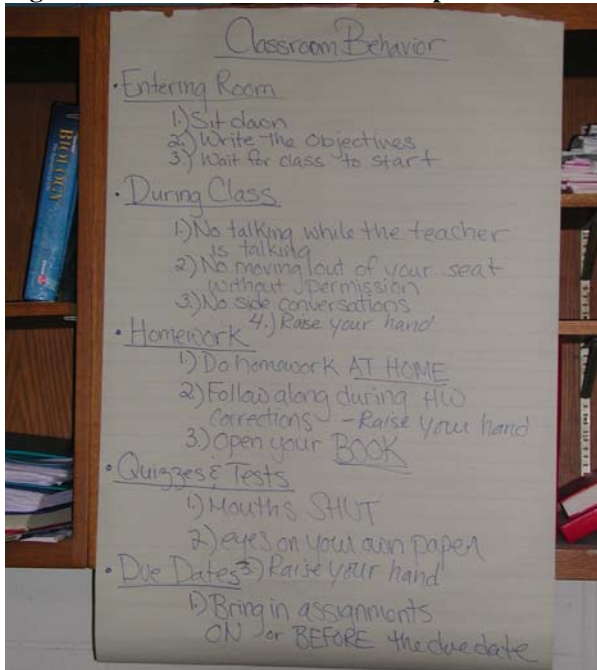 Classroom Behavior
• Entering Room
1.) Sit down
2.) Write the Objectives
3.) Wait for class to start
• During Class
1.) No talking while the teacher
is talking
2.) No moving out of your seat
without permission
3.) No side conversations
4.) Raise your hand
• Homework
1.) Do homework AT HOME
2.) Follow along during HW
corrections - Raise your hand
3.) Open your BOOK
• Quizzes & Tests
1.) Mouths SHUT
2.) eyes on your own paper
3.) Raise your hand
• Due Dates
1.) Bring in assignments
ON or BEFORE the due date
BIOLOGY